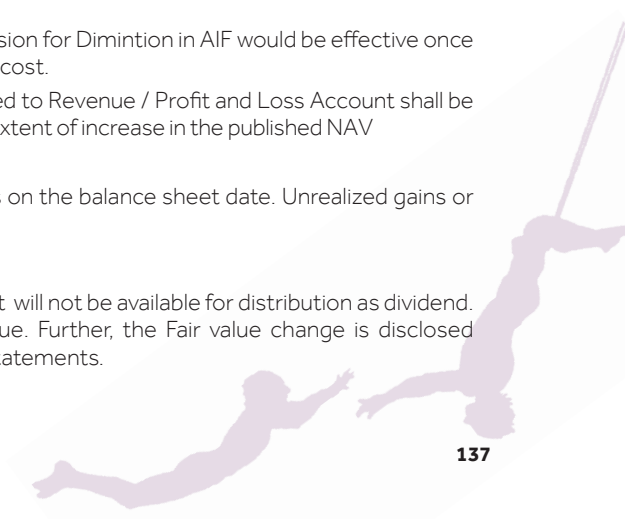 sion for Dimintion in AIF would be effective once
cost.
ed to Revenue / Profit and Loss Account shall be
xtent of increase in the published NAV
s on the balance sheet date. Unrealized gains or
t will not be available for distribution as dividend.
ue. Further, the Fair value change is disclosed
tatements.
137